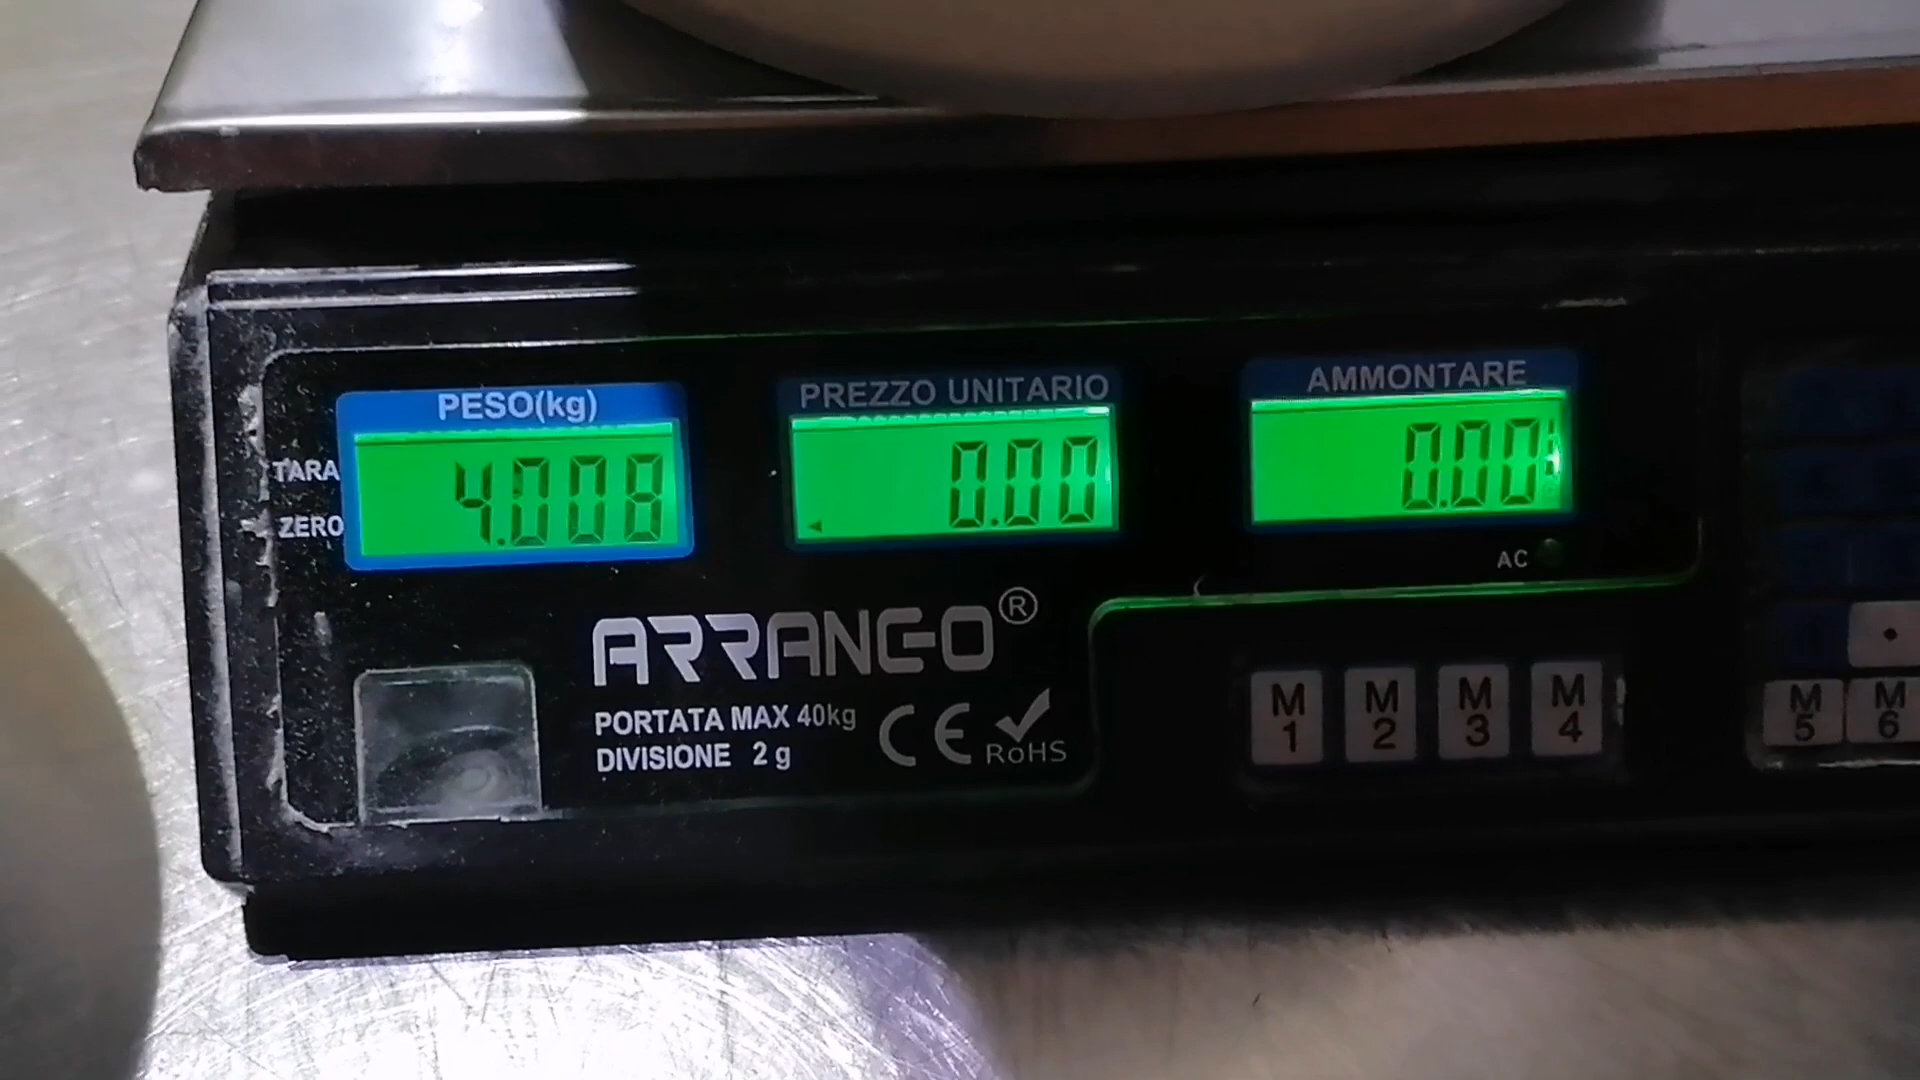 PESO(kg)
PREZZO UNITARIO
AMMONTARE
TARA
ZERO
4.008
0.00
0.00
AC
ARRANGO®
PORTATA MAX 40kg
DIVISIONE 2 g
CE
RoHS
M
1
M
2
M
3
M
4
M
5
M
6